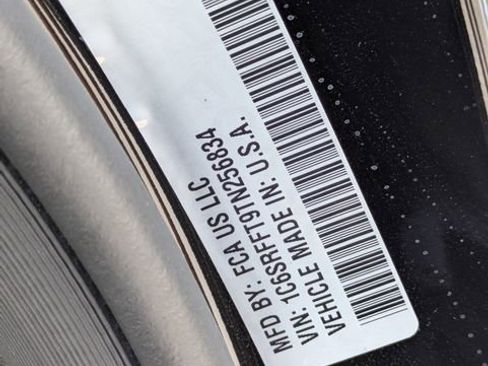 MFD BY: FCA US LLC
VIN: 1C6SRFFT9TN256834
VEHICLE MADE IN: U.S.A.